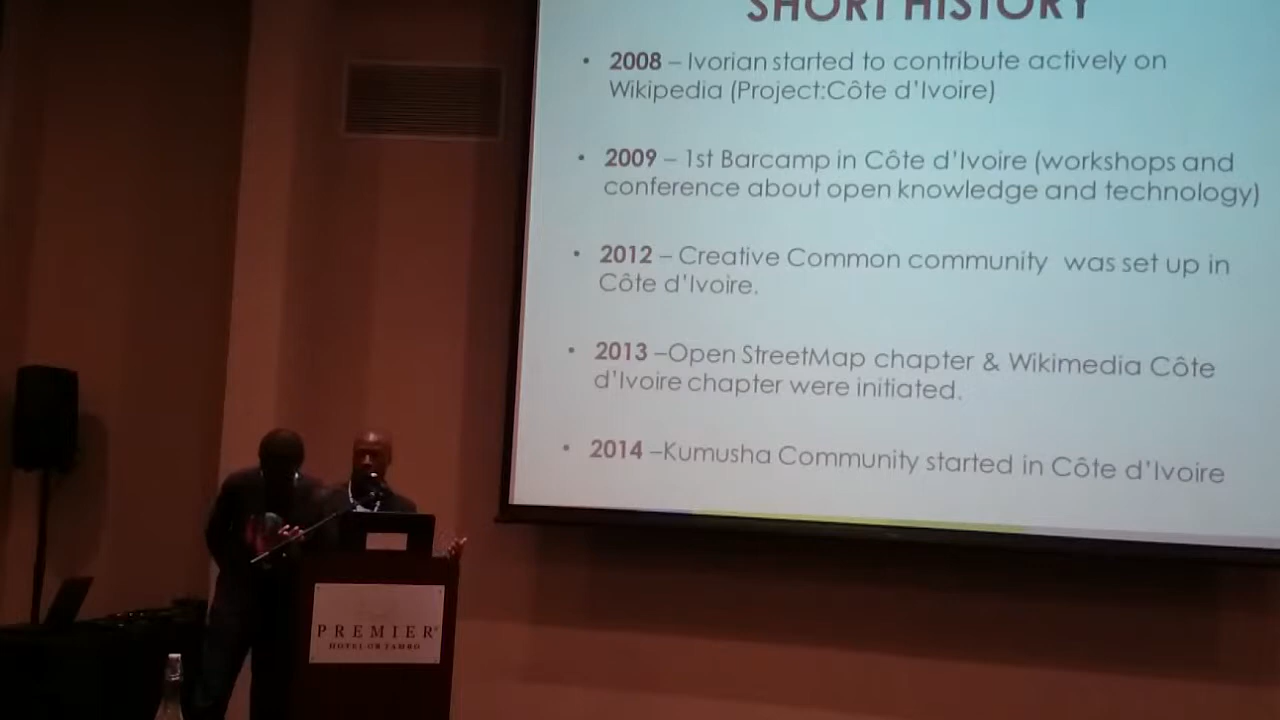 SHORT HISTORY
• 2008 – Ivorian started to contribute actively on
Wikipedia (Project:Côte d'Ivoire)
• 2009 – 1st Barcamp in Côte d'Ivoire (workshops and
conference about open knowledge and technology)
• 2012 – Creative Common community was set up in
Côte d'Ivoire.
• 2013 –Open StreetMap chapter & Wikimedia Côte
d'Ivoire chapter were initiated.
• 2014 –Kumusha Community started in Côte d'Ivoire
PREMIER
HOTEL OR TAMBO